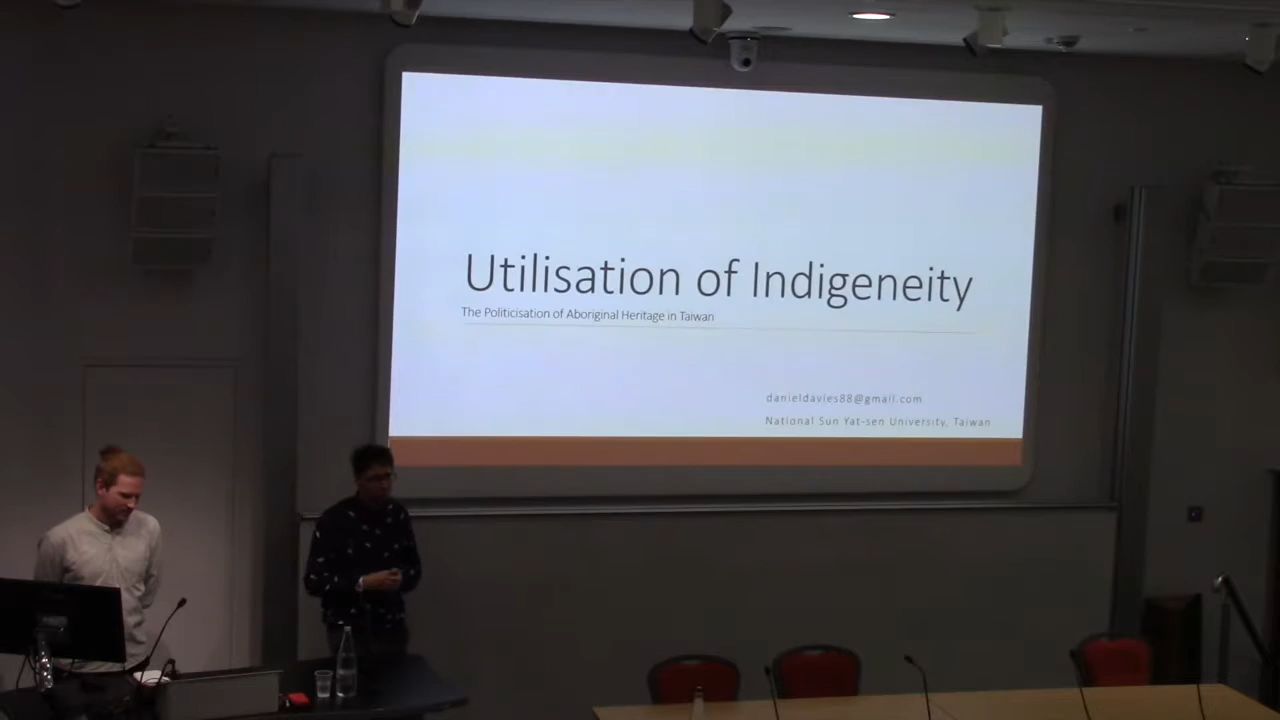 Utilisation of Indigeneity
The Politicisation of Aboriginal Heritage in Taiwan
danieldavies88@gmail.com
National Sun Yat-sen University, Taiwan